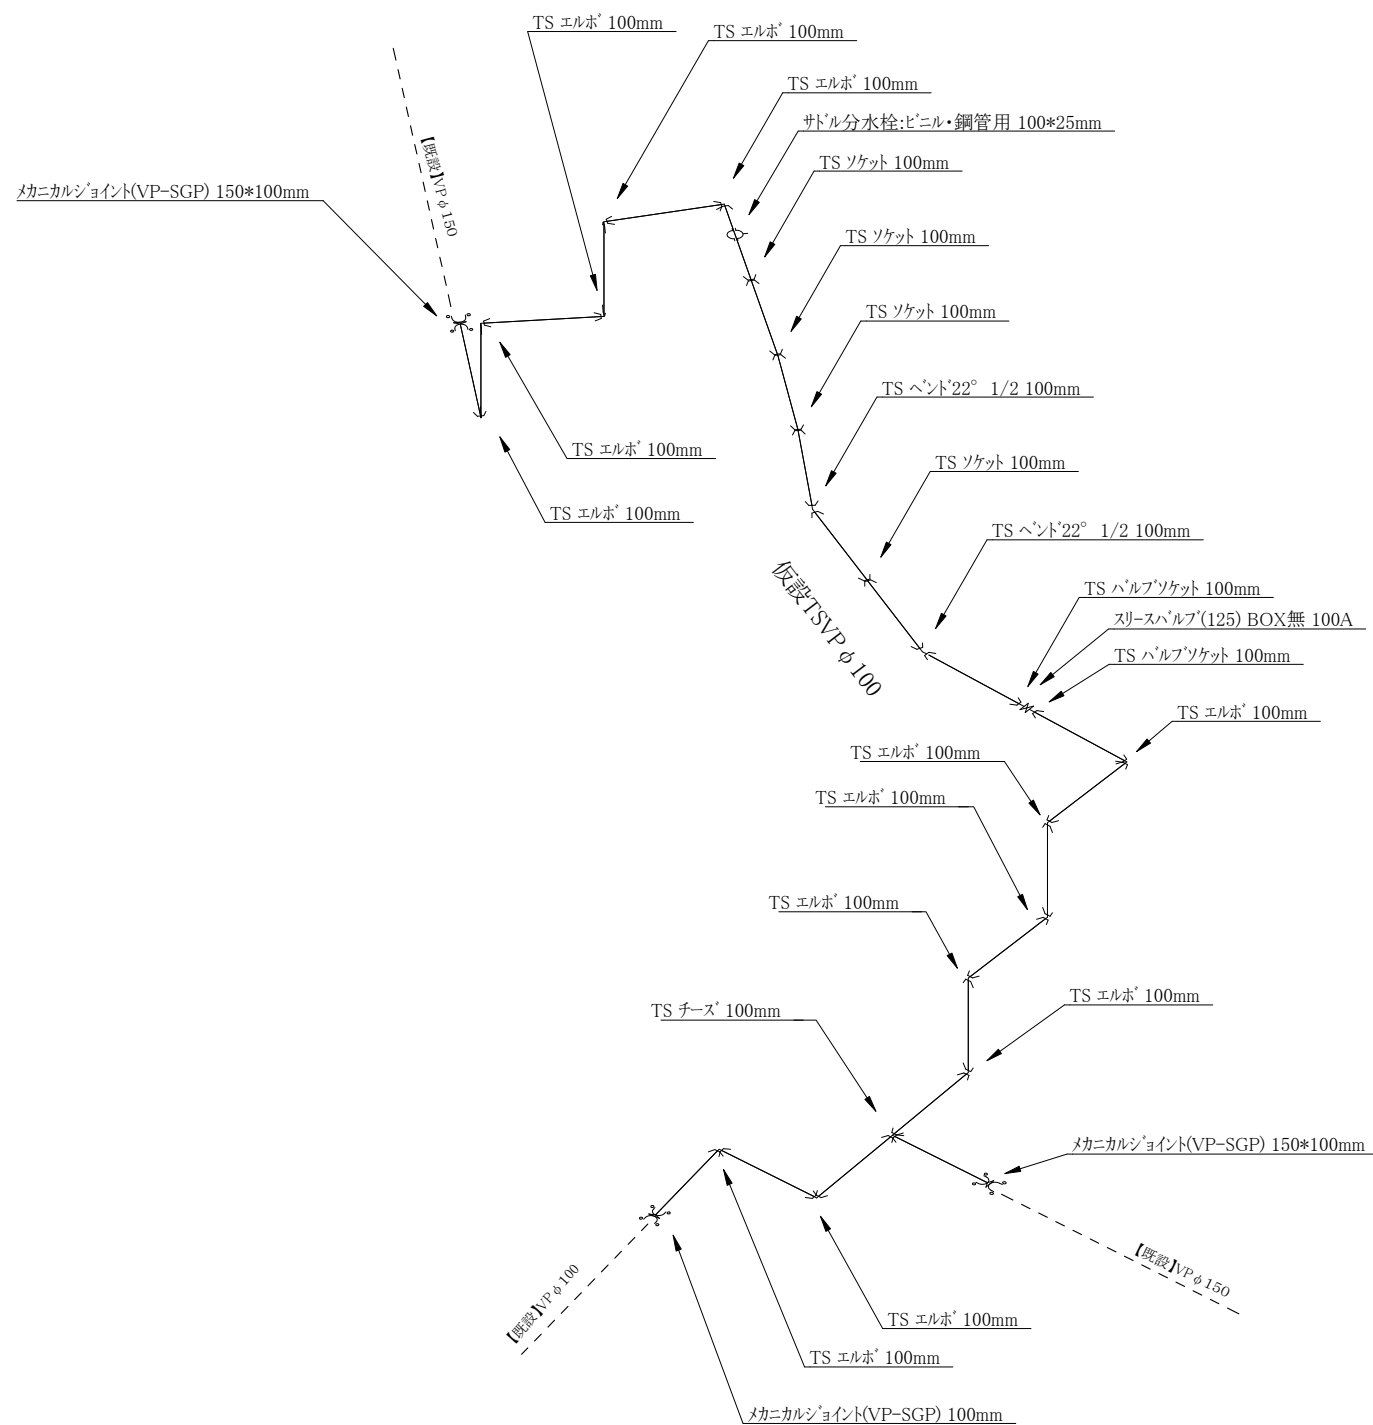 TS エルボ 100mm
TS エルボ 100mm
TS エルボ 100mm
サドル分水栓:ビニル・鋼管用 100*25mm
TS ソケット 100mm
【既設】VPφ150
メカニカルジョイント(VP-SGP) 150*100mm
TS ソケット 100mm
TS ソケット 100mm
TS ベンド22° 1/2 100mm
TS エルボ 100mm
TS ソケット 100mm
TS エルボ 100mm
TS ベンド22° 1/2 100mm
仮設TSVPφ100
TS バルブソケット 100mm
スリースバルブ(125) BOX無 100A
TS バルブソケット 100mm
TS エルボ 100mm
TS エルボ 100mm
TS エルボ 100mm
TS エルボ 100mm
TS エルボ 100mm
TS チーズ 100mm
メカニカルジョイント(VP-SGP) 150*100mm
【既設】VPφ150
【既設】VPφ100
TS エルボ 100mm
TS エルボ 100mm
メカニカルジョイント(VP-SGP) 100mm